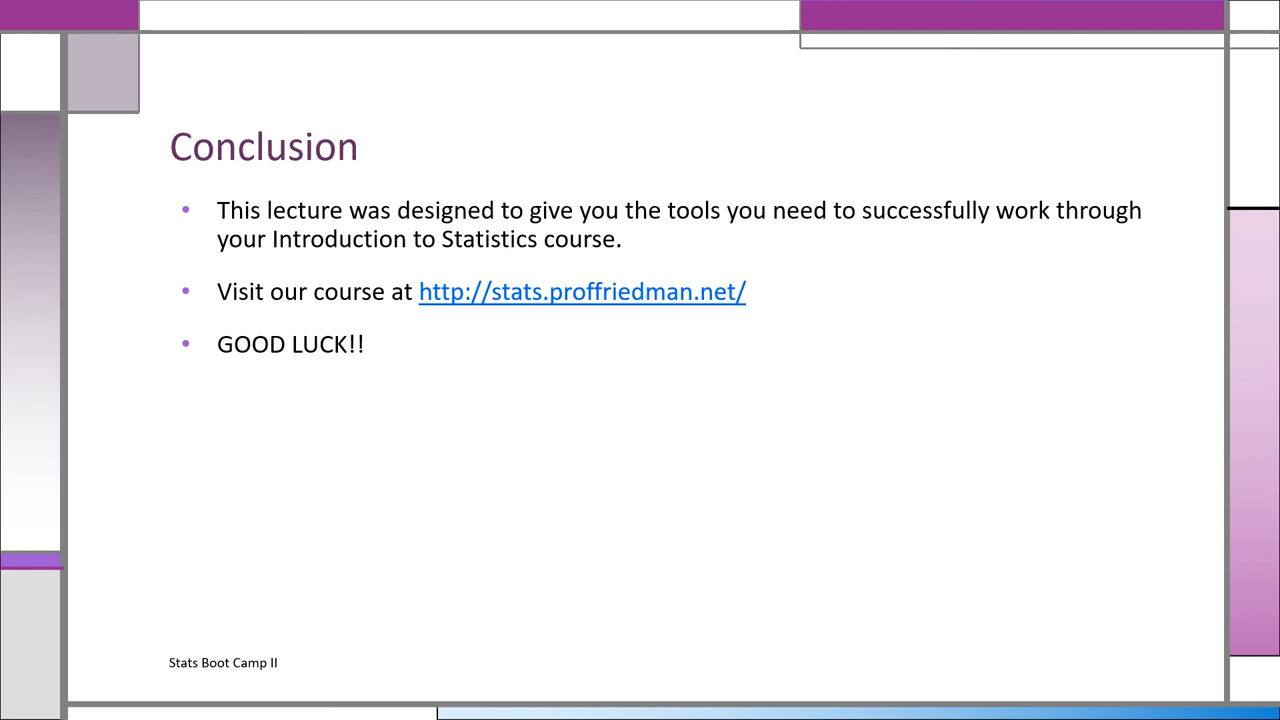 Conclusion
• This lecture was designed to give you the tools you need to successfully work through
your Introduction to Statistics course.
• Visit our course at http://stats.proffriedman.net/
• GOOD LUCK!!
Stats Boot Camp II